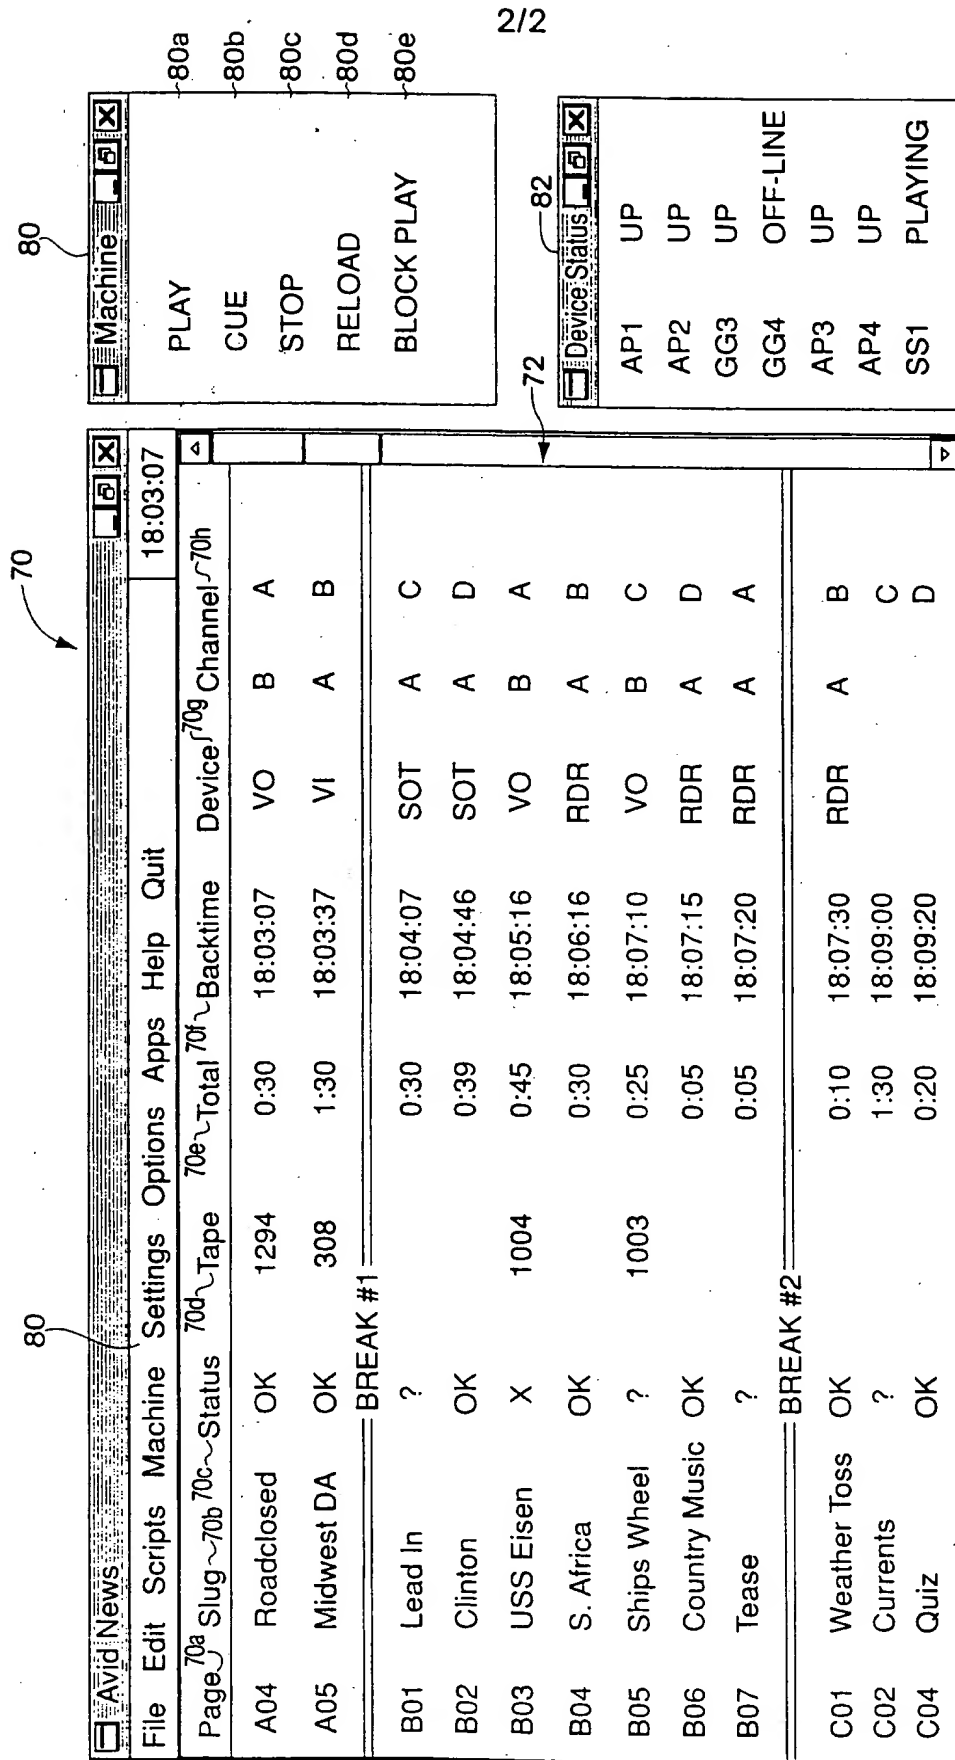 2/2
70
Avid News
File Edit Scripts Machine Settings Options Apps Help Quit 18:03:07
80
Page 70a Slug 70b 70c Status 70d Tape 70e Total 70f Backtime Device 70g Channel 70h
A04 Roadclosed OK 1294 0:30 18:03:07 VO B A
A05 Midwest DA OK 308 1:30 18:03:37 VI A B
BREAK #1
B01 Lead In ? 0:30 18:04:07 SOT A C
B02 Clinton OK 0:39 18:04:46 SOT A D
B03 USS Eisen X 1004 0:45 18:05:16 VO B A
B04 S. Africa OK 0:30 18:06:16 RDR A B
B05 Ships Wheel ? 1003 0:25 18:07:10 VO B C
B06 Country Music OK 0:05 18:07:15 RDR A D
B07 Tease ? 0:05 18:07:20 RDR A A
BREAK #2
C01 Weather Toss OK 0:10 18:07:30 RDR A B
C02 Currents ? 1:30 18:09:00 C
C04 Quiz OK 0:20 18:09:20 D
72
80
Machine
PLAY 80a
CUE 80b
STOP 80c
RELOAD 80d
BLOCK PLAY 80e
82
Device Status
AP1 UP
AP2 UP
GG3 UP
GG4 OFF-LINE
AP3 UP
AP4 UP
SS1 PLAYING